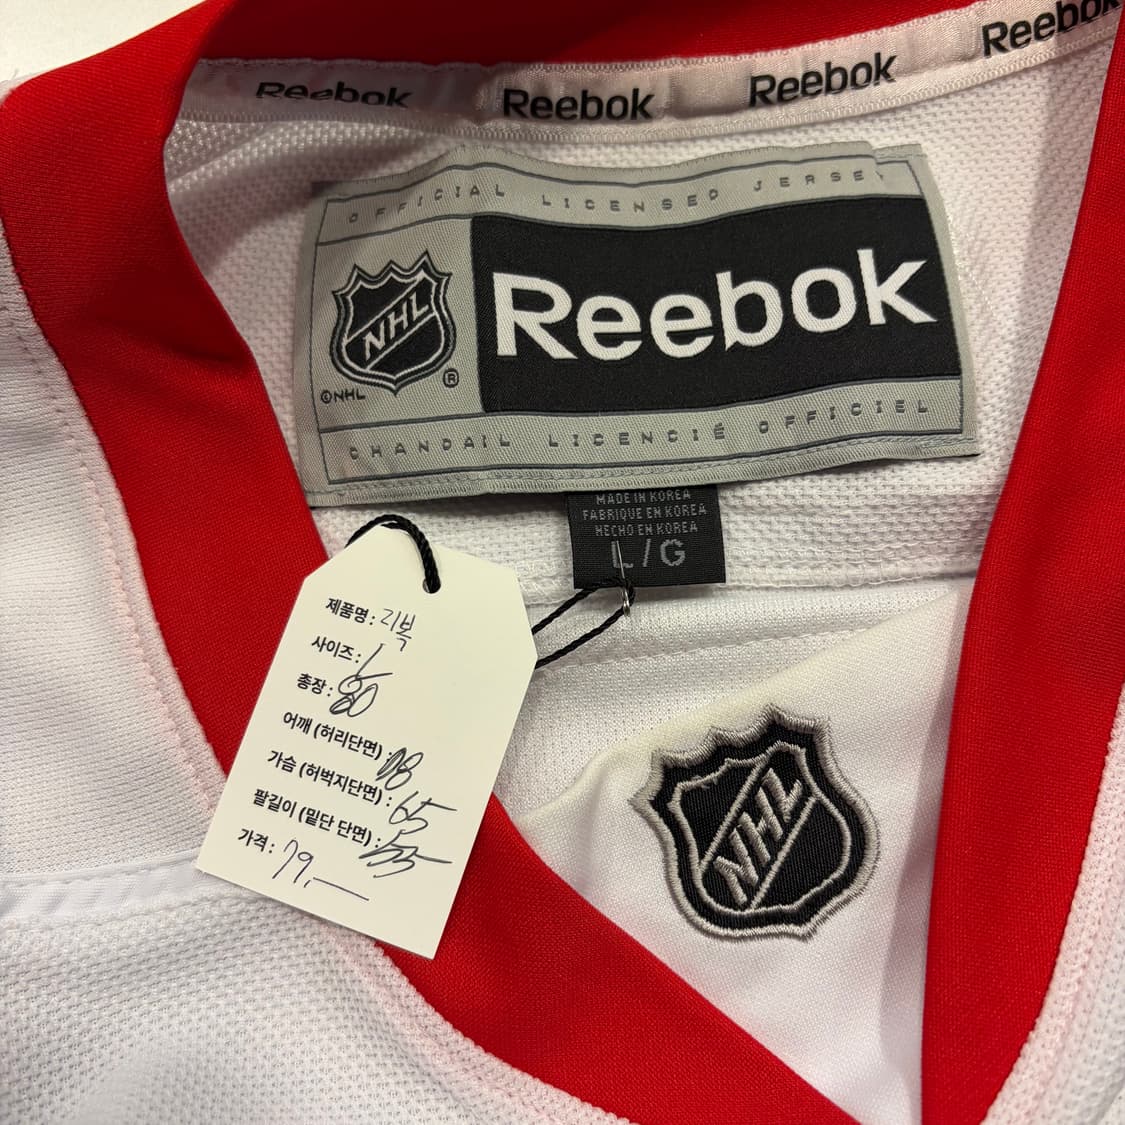 Reebok Reebok Reebok Reebok
OFFICIAL LICENSED JERSEY
NHL
Reebok
®
©NHL
CHANDAIL LICENCIÉ OFFICIEL
MADE IN KOREA
FABRIQUE EN KOREA
HECHO EN KOREA
L/G
제품명: 리복
사이즈: L
총장: 80
어깨 (허리단면):
가슴 (허벅지단면): 65
팔길이 (밑단 단면): 55
가격: 79,—
NHL